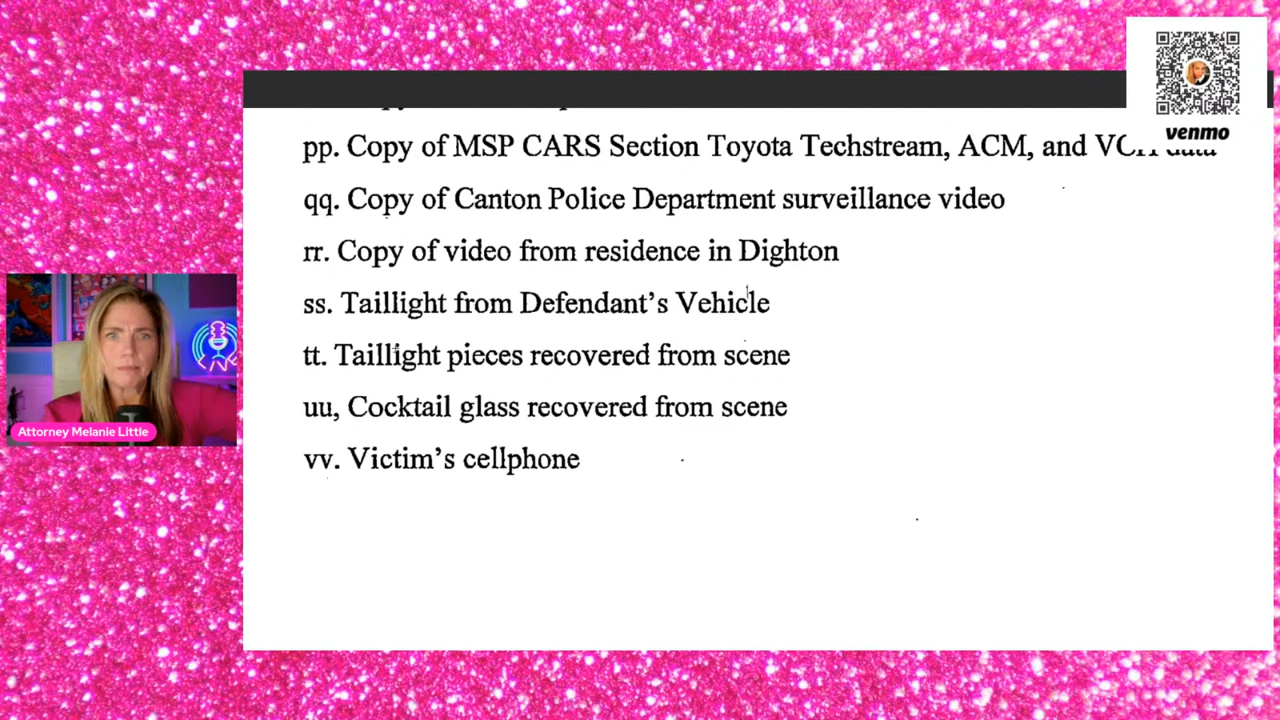 pp. Copy of MSP CARS Section Toyota Techstream, ACM, and
qq. Copy of Canton Police Department surveillance video
rr. Copy of video from residence in Dighton
ss. Taillight from Defendant's Vehicle
tt. Taillight pieces recovered from scene
uu, Cocktail glass recovered from scene
vv. Victim's cellphone
venmo
Attorney Melanie Little